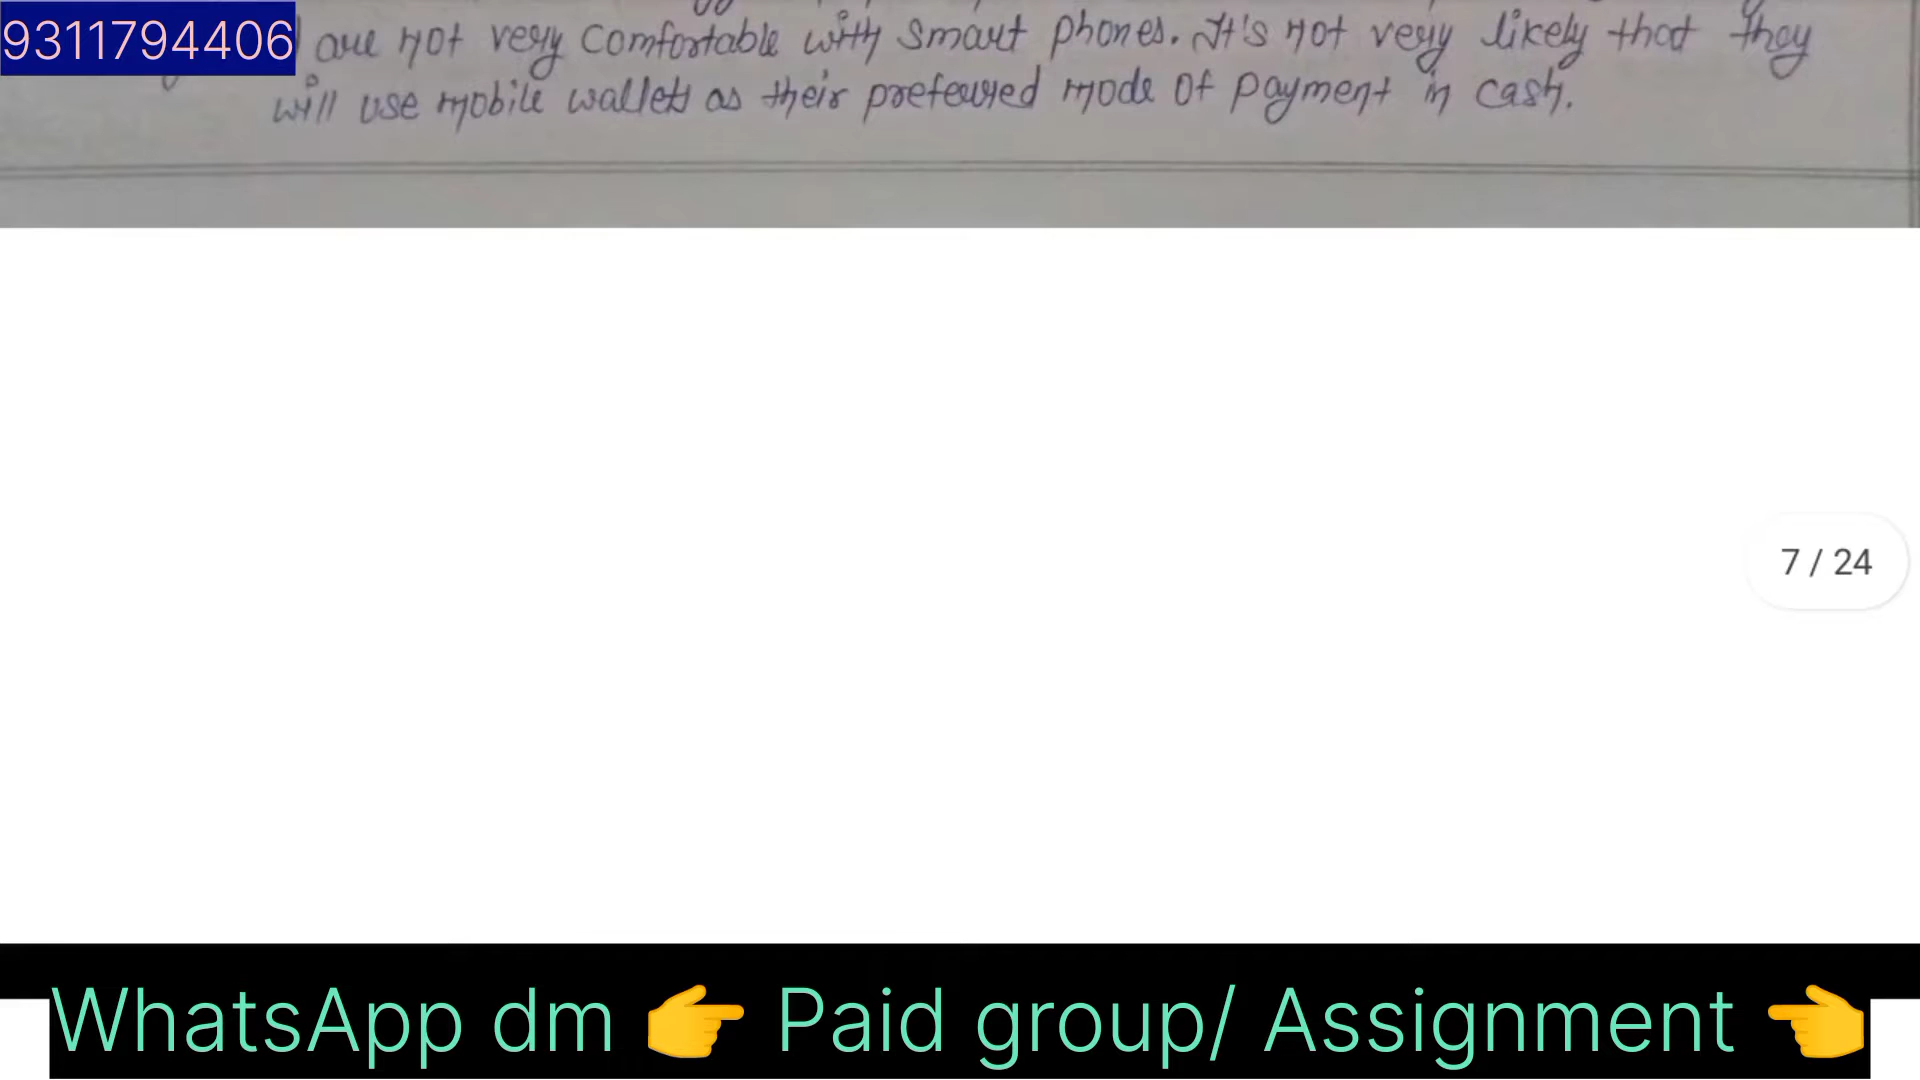 9311794406
are not very comfortable with smart phones. It's not very likely that they
will use mobile wallets as their preferred mode of payment in cash.
7 / 24
WhatsApp dm 👉 Paid group/ Assignment 👈